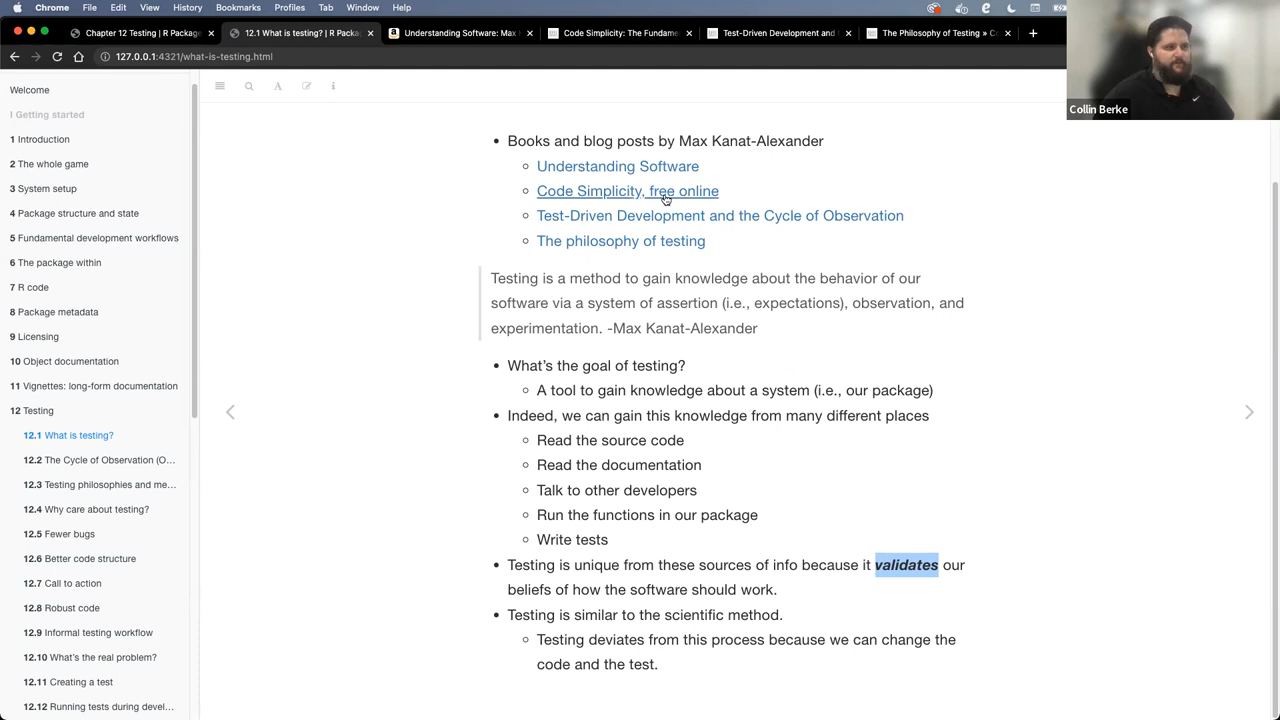 Chrome File Edit View History Bookmarks Profiles Tab Window Help
Chapter 12 Testing | R Package
12.1 What is testing? | R Packa
Understanding Software: Max
Code Simplicity: The Fundame
Test-Driven Development and
The Philosophy of Testing » Co
127.0.0.1:4321/what-is-testing.html
Collin Berke
Welcome
I Getting started
1 Introduction
2 The whole game
3 System setup
4 Package structure and state
5 Fundamental development workflows
6 The package within
7 R code
8 Package metadata
9 Licensing
10 Object documentation
11 Vignettes: long-form documentation
12 Testing
12.1 What is testing?
12.2 The Cycle of Observation (O...
12.3 Testing philosophies and me...
12.4 Why care about testing?
12.5 Fewer bugs
12.6 Better code structure
12.7 Call to action
12.8 Robust code
12.9 Informal testing workflow
12.10 What's the real problem?
12.11 Creating a test
12.12 Running tests during devel...
• Books and blog posts by Max Kanat-Alexander
◦ Understanding Software
◦ Code Simplicity, free online
◦ Test-Driven Development and the Cycle of Observation
◦ The philosophy of testing
Testing is a method to gain knowledge about the behavior of our
software via a system of assertion (i.e., expectations), observation, and
experimentation. -Max Kanat-Alexander
• What's the goal of testing?
◦ A tool to gain knowledge about a system (i.e., our package)
• Indeed, we can gain this knowledge from many different places
◦ Read the source code
◦ Read the documentation
◦ Talk to other developers
◦ Run the functions in our package
◦ Write tests
• Testing is unique from these sources of info because it validates our
beliefs of how the software should work.
• Testing is similar to the scientific method.
◦ Testing deviates from this process because we can change the
code and the test.